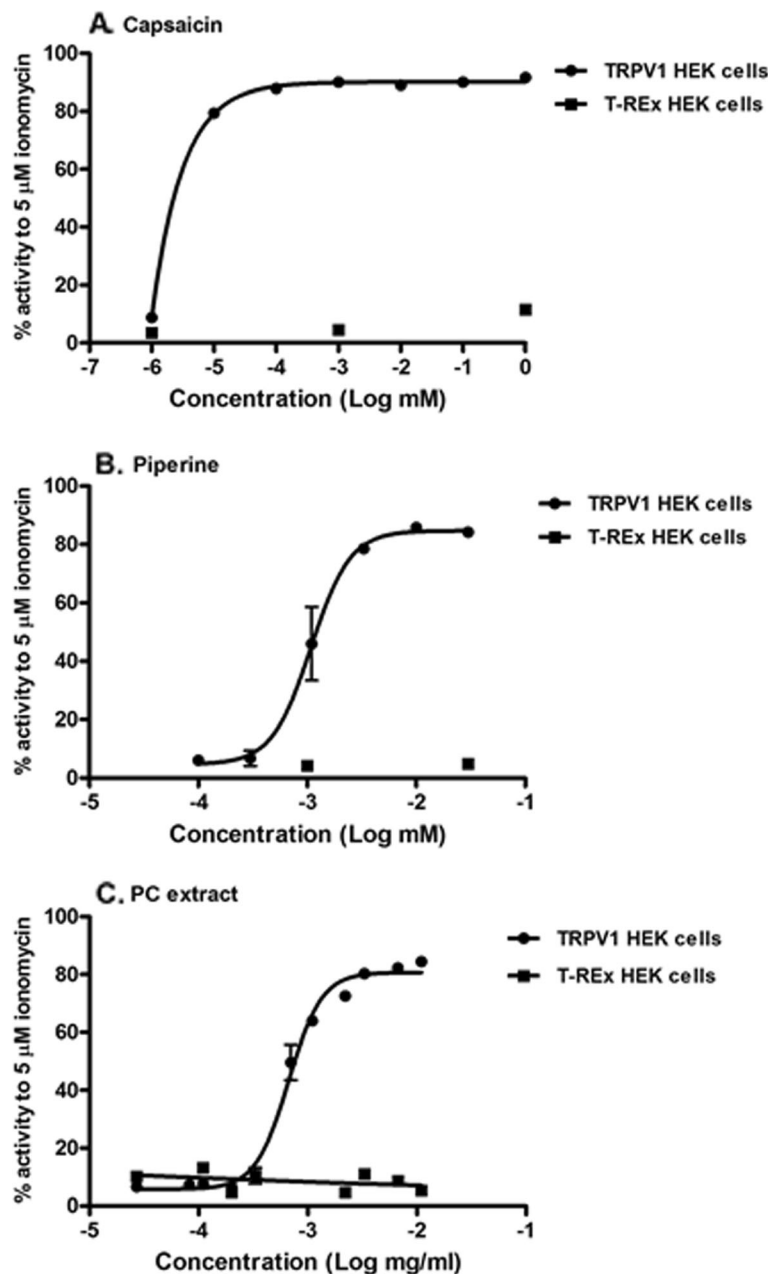 A. Capsaicin
100
80
60
40
20
0
% activity to 5 µM ionomycin
-7 -6 -5 -4 -3 -2 -1 0
Concentration (Log mM)
TRPV1 HEK cells
T-REx HEK cells
B. Piperine
100
80
60
40
20
0
% activity to 5 µM ionomycin
-5 -4 -3 -2 -1
Concentration (Log mM)
TRPV1 HEK cells
T-REx HEK cells
C. PC extract
100
80
60
40
20
0
% activity to 5 µM ionomycin
-5 -4 -3 -2 -1
Concentration (Log mg/ml)
TRPV1 HEK cells
T-REx HEK cells